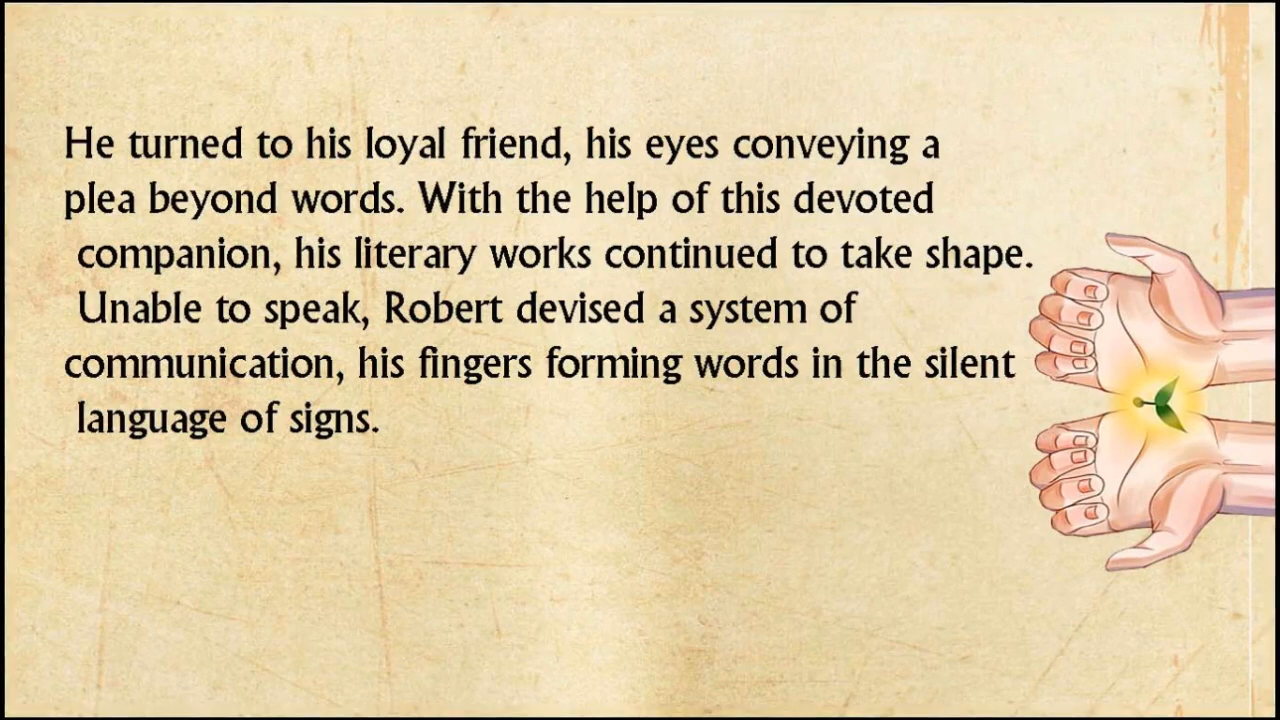 He turned to his loyal friend, his eyes conveying a
plea beyond words. With the help of this devoted
companion, his literary works continued to take shape.
Unable to speak, Robert devised a system of
communication, his fingers forming words in the silent
language of signs.